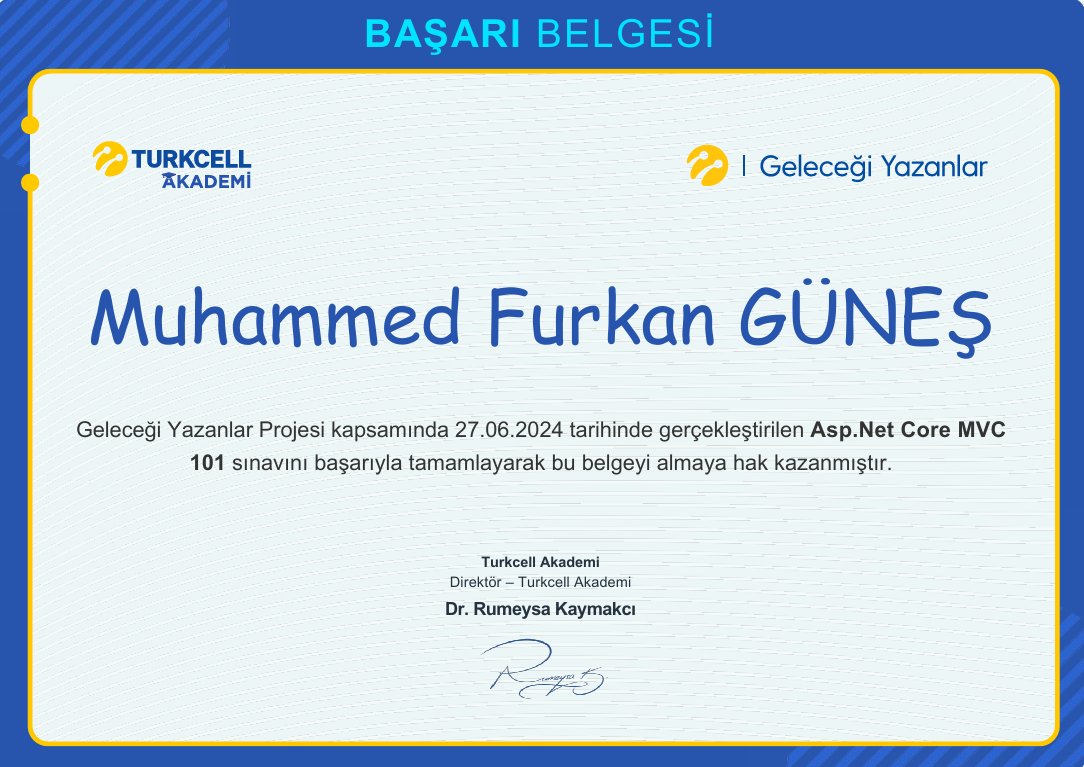 BAŞARI BELGESİ
TURKCELL
AKADEMİ
| Geleceği Yazanlar
Muhammed Furkan GÜNEŞ
Geleceği Yazanlar Projesi kapsamında 27.06.2024 tarihinde gerçekleştirilen Asp.Net Core MVC
101 sınavını başarıyla tamamlayarak bu belgeyi almaya hak kazanmıştır.
Turkcell Akademi
Direktör – Turkcell Akademi
Dr. Rumeysa Kaymakcı
Rumeysa K